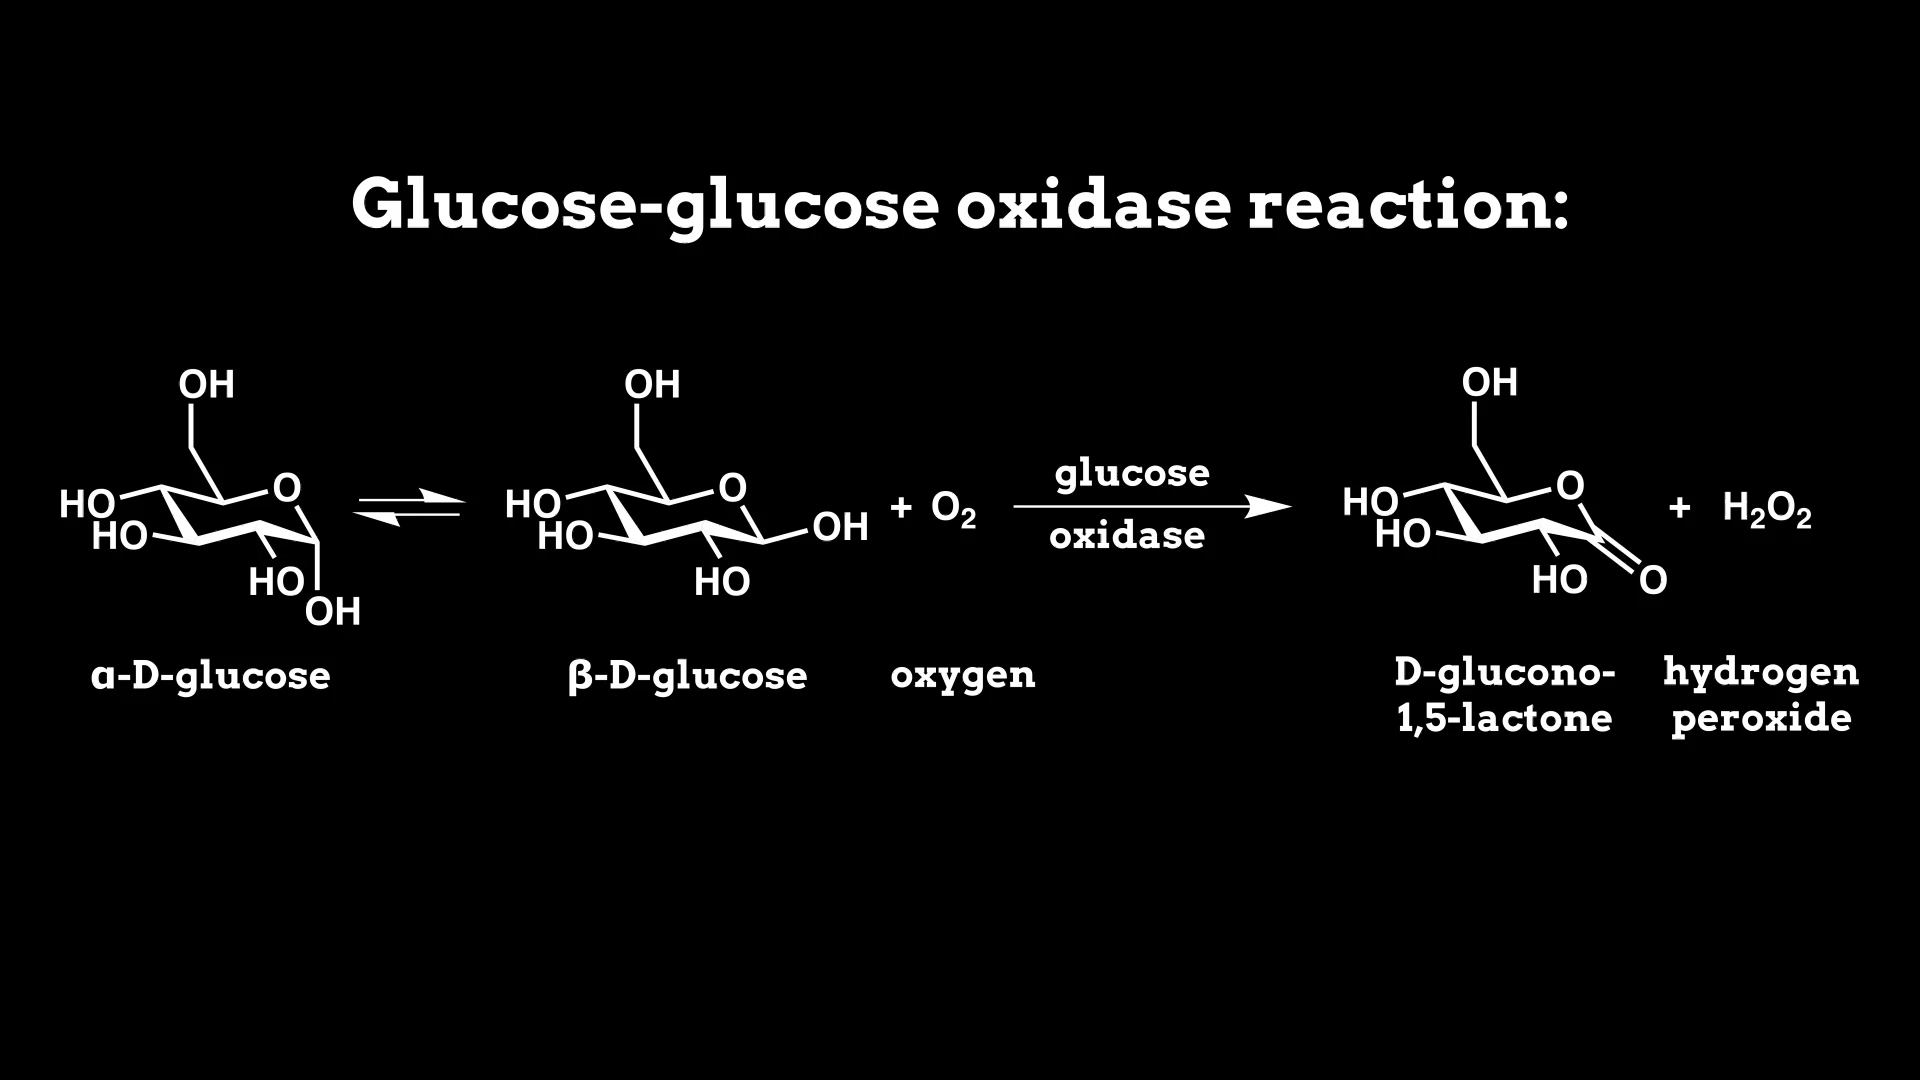 Glucose-glucose oxidase reaction:
OH
HO
HO
O
HO
OH
OH
HO
HO
O
HO
OH
+ O₂
glucose
oxidase
OH
HO
HO
O
HO
O
+ H₂O₂
α-D-glucose
β-D-glucose
oxygen
D-glucono-
1,5-lactone
hydrogen
peroxide